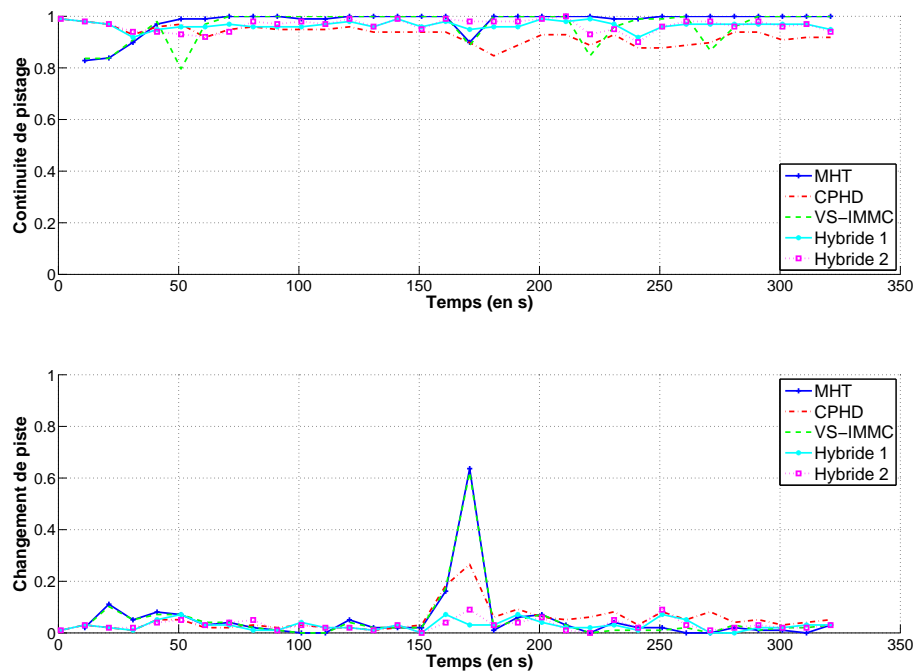 1
0.8
0.6
0.4
0.2
0
Continuite de pistage
0 50 100 150 200 250 300 350
Temps (en s)
MHT
CPHD
VS−IMMC
Hybride 1
Hybride 2
1
0.8
0.6
0.4
0.2
0
Changement de piste
0 50 100 150 200 250 300 350
Temps (en s)
MHT
CPHD
VS−IMMC
Hybride 1
Hybride 2